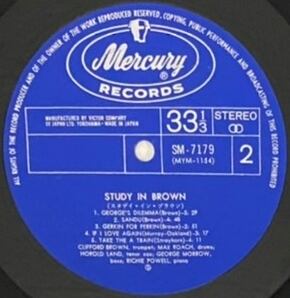 ALL RIGHTS OF THE RECORD PRODUCER AND OF THE OWNER OF THE WORK REPRODUCED RESERVED. COPYING, PUBLIC PERFORMANCE AND BROADCASTING OF THIS RECORD PROHIBITED
Mercury
®
RECORDS
MANUFACTURED BY VICTOR COMPANY
OF JAPAN LTD. YOKOHAMA • MADE IN JAPAN
33 1/3
STEREO
SM-7179
(MYM-1184)
2
STUDY IN BROWN
(スタディ・イン・ブラウン)
1. GEORGE'S DILEMMA(Brown)-5:29
2. SANDU(Brown)-4:48
3. GERKIN FOR PERKIN(Brown)-2:51
4. IF I LOVE AGAIN(Murray-Oakland)-3:17
5. TAKE THE A TRAIN(Strayhorn)-4:11
CLIFFORD BROWN, trumpet; MAX ROACH, drums;
HOROLD LAND, tenor sax; GEORGE MORROW,
bass; RICHIE POWELL, piano